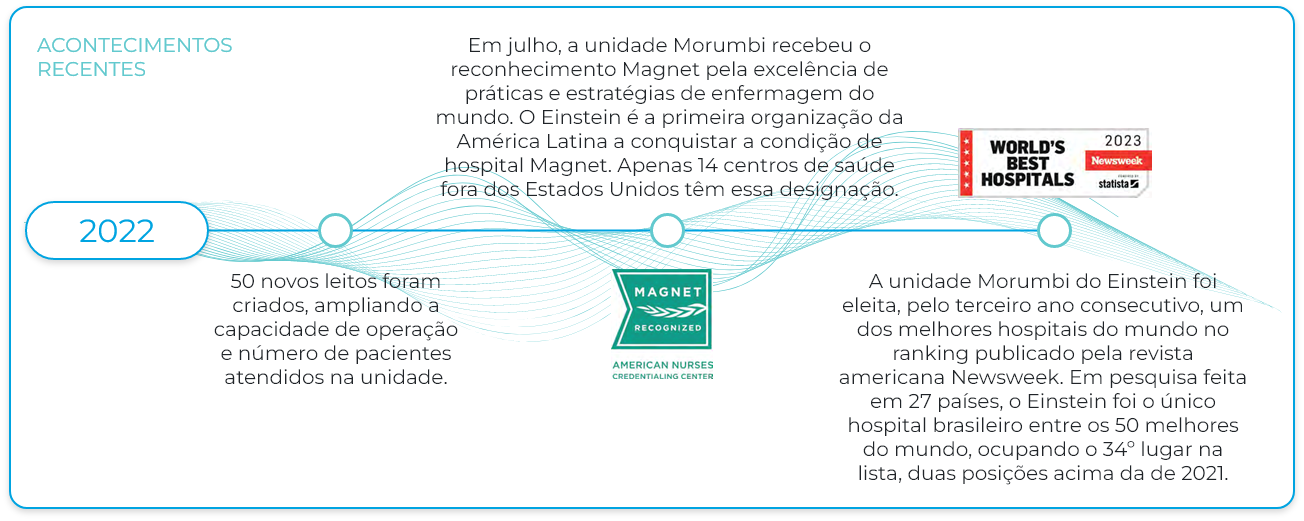 ACONTECIMENTOS
RECENTES
2022
50 novos leitos foram
criados, ampliando a
capacidade de operação
e número de pacientes
atendidos na unidade.
Em julho, a unidade Morumbi recebeu o
reconhecimento Magnet pela excelência de
práticas e estratégias de enfermagem do
mundo. O Einstein é a primeira organização da
América Latina a conquistar a condição de
hospital Magnet. Apenas 14 centros de saúde
fora dos Estados Unidos têm essa designação.
MAGNET
RECOGNIZED
AMERICAN NURSES
CREDENTIALING CENTER
WORLD'S
BEST
HOSPITALS
2023
Newsweek
POWERED BY
statista
A unidade Morumbi do Einstein foi
eleita, pelo terceiro ano consecutivo, um
dos melhores hospitais do mundo no
ranking publicado pela revista
americana Newsweek. Em pesquisa feita
em 27 países, o Einstein foi o único
hospital brasileiro entre os 50 melhores
do mundo, ocupando o 34º lugar na
lista, duas posições acima da de 2021.